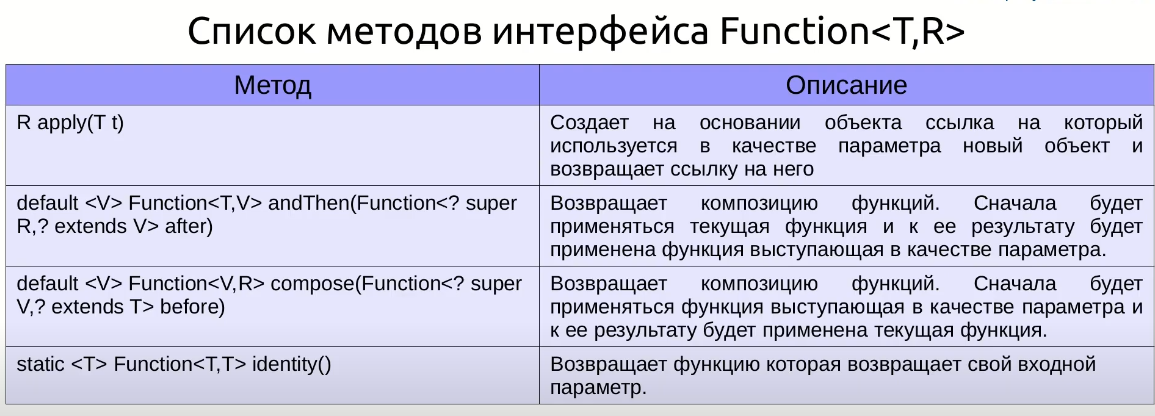 Список методов интерфейса Function<T,R>
Метод
Описание
R apply(T t)
Создает на основании объекта ссылка на который
используется в качестве параметра новый объект и
возвращает ссылку на него
default <V> Function<T,V> andThen(Function<? super
R,? extends V> after)
Возвращает композицию функций. Сначала будет
применяться текущая функция и к ее результату будет
применена функция выступающая в качестве параметра.
default <V> Function<V,R> compose(Function<? super
V,? extends T> before)
Возвращает композицию функций. Сначала будет
применяться функция выступающая в качестве параметра и
к ее результату будет применена текущая функция.
static <T> Function<T,T> identity()
Возвращает функцию которая возвращает свой входной
параметр.